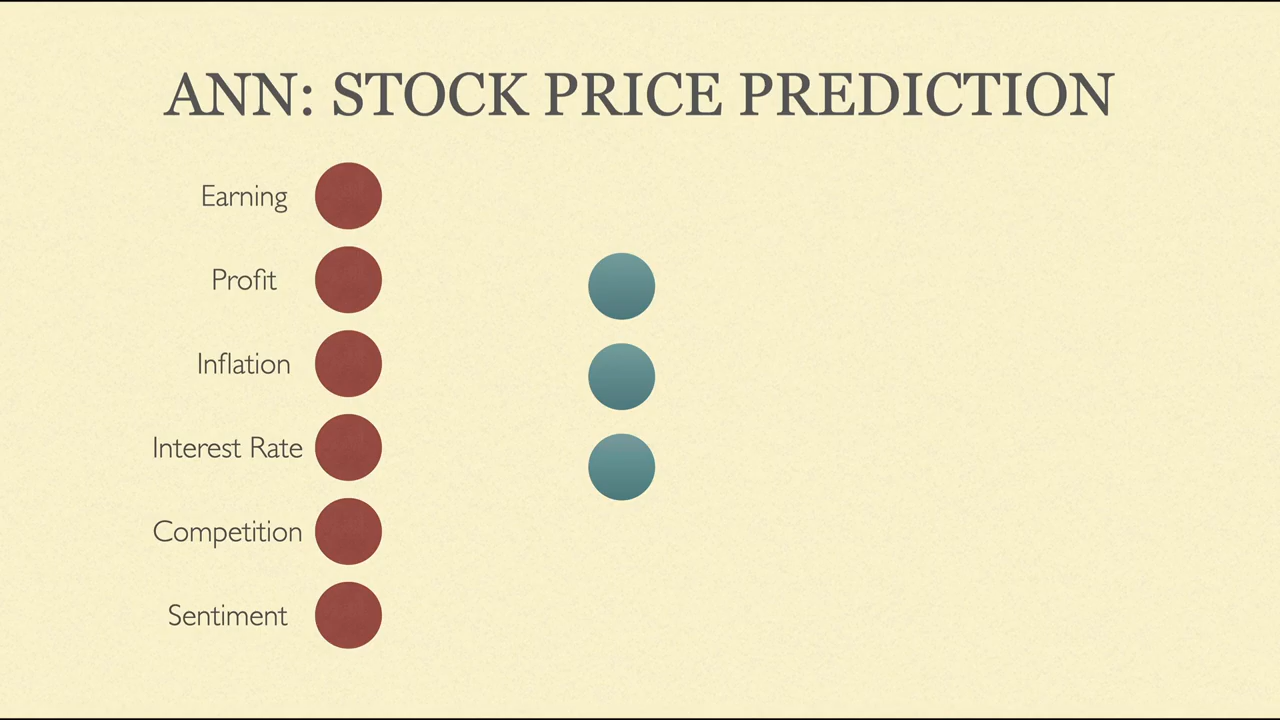 ANN: STOCK PRICE PREDICTION
Earning
Profit
Inflation
Interest Rate
Competition
Sentiment